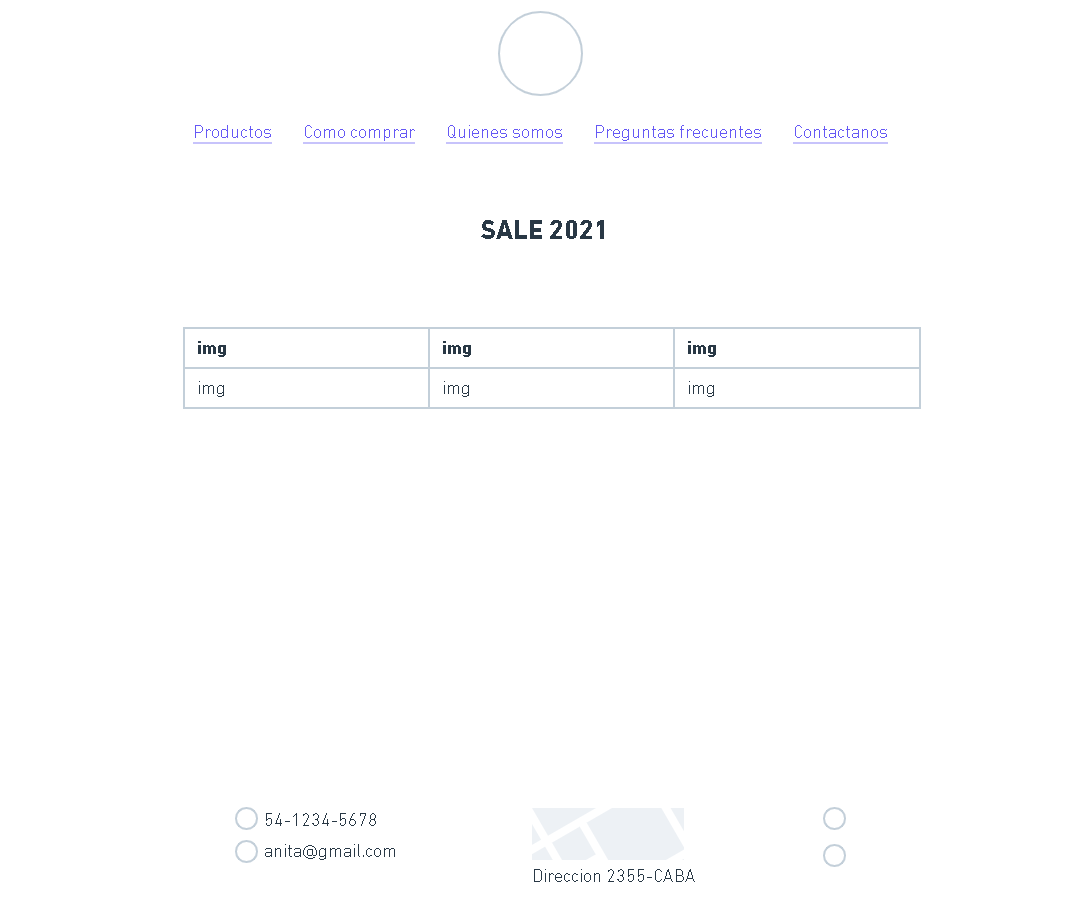 Productos Como comprar Quienes somos Preguntas frecuentes Contactanos
SALE 2021
img img img
img img img
54-1234-5678
anita@gmail.com
Direccion 2355-CABA